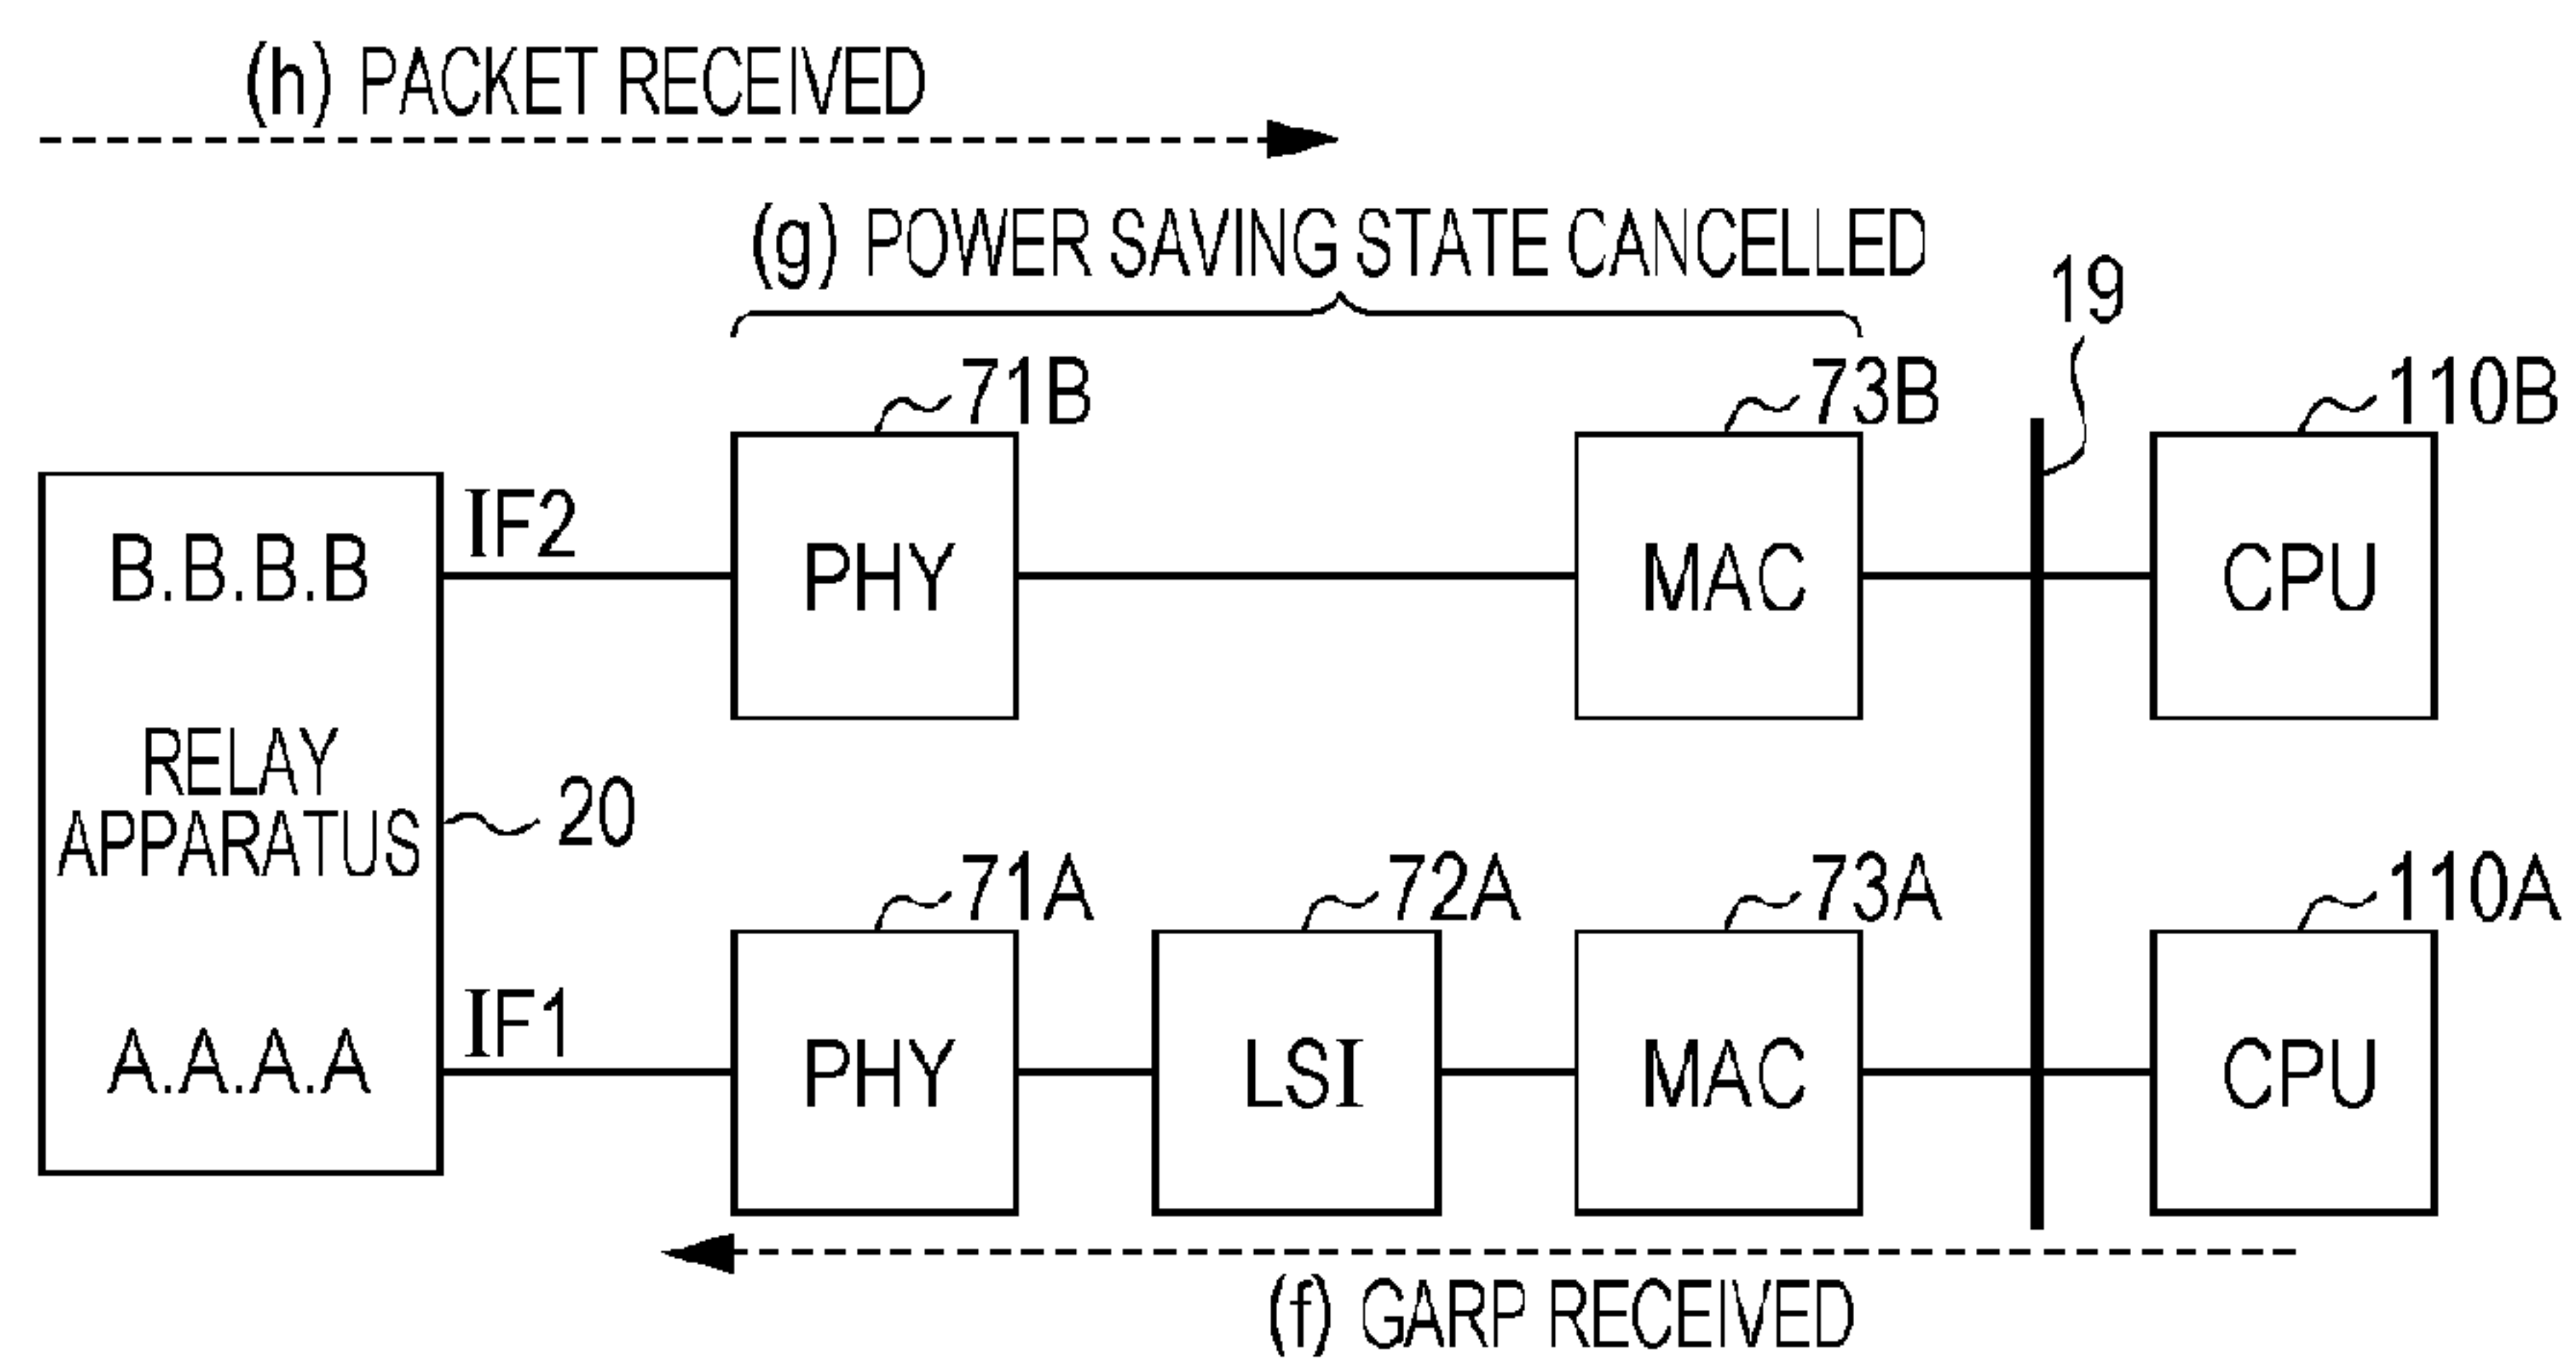 (h) PACKET RECEIVED
(g) POWER SAVING STATE CANCELLED
19
71B
73B
110B
B.B.B.B
IF2
PHY
MAC
CPU
RELAY
APPARATUS
20
71A
72A
73A
110A
A.A.A.A
IF1
PHY
LSI
MAC
CPU
(f) GARP RECEIVED